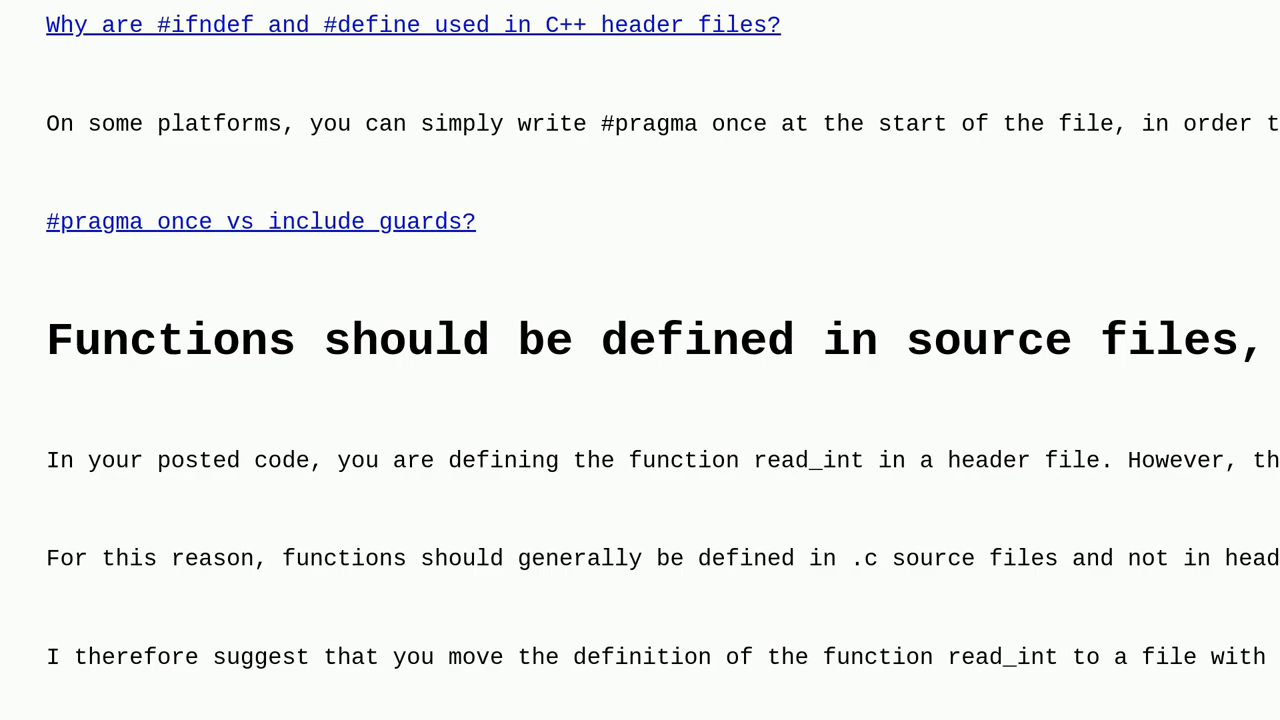 Why are #ifndef and #define used in C++ header files?
On some platforms, you can simply write #pragma once at the start of the file, in order t
#pragma once vs include guards?
Functions should be defined in source files,
In your posted code, you are defining the function read_int in a header file. However, th
For this reason, functions should generally be defined in .c source files and not in head
I therefore suggest that you move the definition of the function read_int to a file with